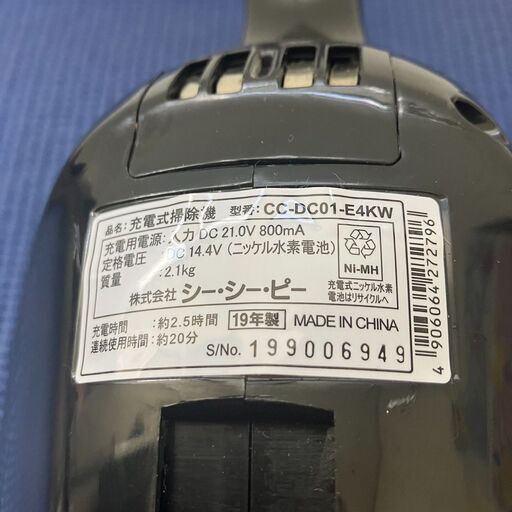 品名: 充電式掃除機 型番: CC-DC01-E4KW
充電用電源: 入力 DC 21.0V 800mA
定格電圧 : DC 14.4V (ニッケル水素電池)
質量 : 2.1kg
Ni-MH
充電式ニッケル水素
電池はリサイクルへ
株式会社 シー・シー・ピー
充電時間 : 約2.5時間 19年製 MADE IN CHINA
連続使用時間: 約20分
S/No. 199006949
4906064272796